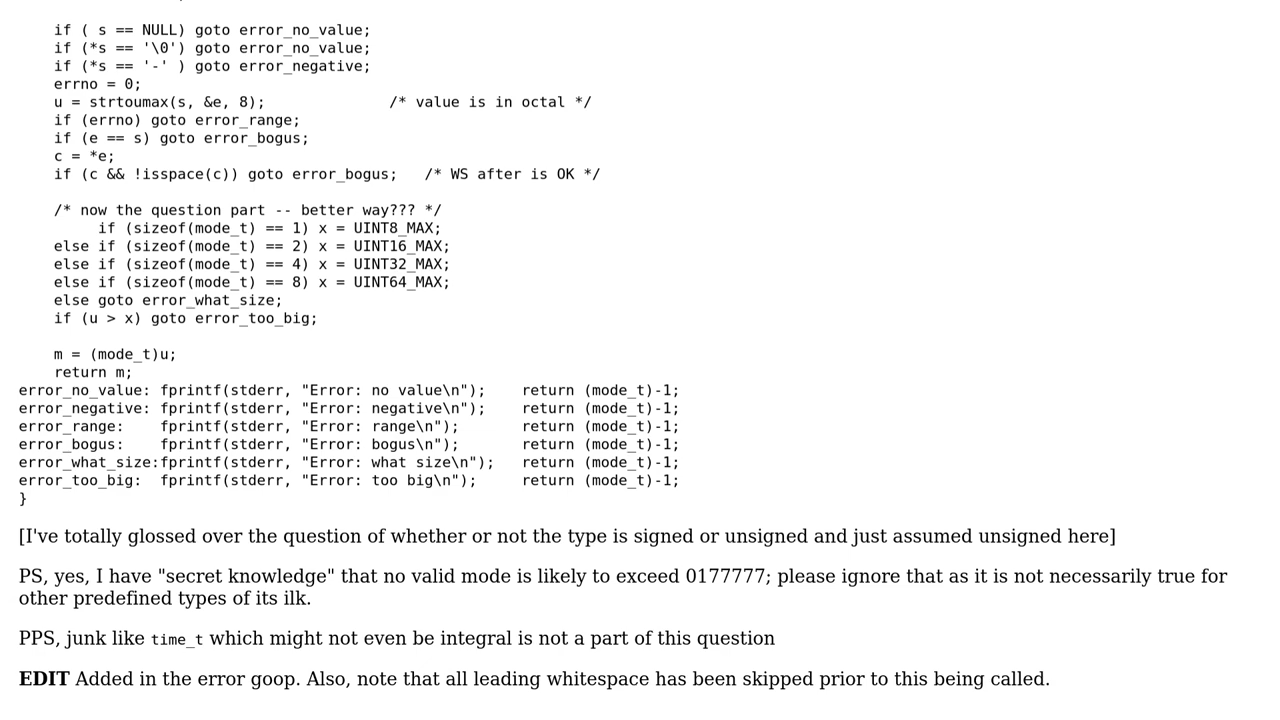 if ( s == NULL) goto error_no_value;
    if (*s == '\0') goto error_no_value;
    if (*s == '-' ) goto error_negative;
    errno = 0;
    u = strtoumax(s, &e, 8);              /* value is in octal */
    if (errno) goto error_range;
    if (e == s) goto error_bogus;
    c = *e;
    if (c && !isspace(c)) goto error_bogus;   /* WS after is OK */

    /* now the question part -- better way??? */
         if (sizeof(mode_t) == 1) x = UINT8_MAX;
    else if (sizeof(mode_t) == 2) x = UINT16_MAX;
    else if (sizeof(mode_t) == 4) x = UINT32_MAX;
    else if (sizeof(mode_t) == 8) x = UINT64_MAX;
    else goto error_what_size;
    if (u > x) goto error_too_big;

    m = (mode_t)u;
    return m;
error_no_value: fprintf(stderr, "Error: no value\n");    return (mode_t)-1;
error_negative: fprintf(stderr, "Error: negative\n");    return (mode_t)-1;
error_range:    fprintf(stderr, "Error: range\n");       return (mode_t)-1;
error_bogus:    fprintf(stderr, "Error: bogus\n");       return (mode_t)-1;
error_what_size:fprintf(stderr, "Error: what size\n");   return (mode_t)-1;
error_too_big:  fprintf(stderr, "Error: too big\n");     return (mode_t)-1;
}
[I've totally glossed over the question of whether or not the type is signed or unsigned and just assumed unsigned here]
PS, yes, I have "secret knowledge" that no valid mode is likely to exceed 0177777; please ignore that as it is not necessarily true for
other predefined types of its ilk.
PPS, junk like time_t which might not even be integral is not a part of this question
EDIT Added in the error goop. Also, note that all leading whitespace has been skipped prior to this being called.